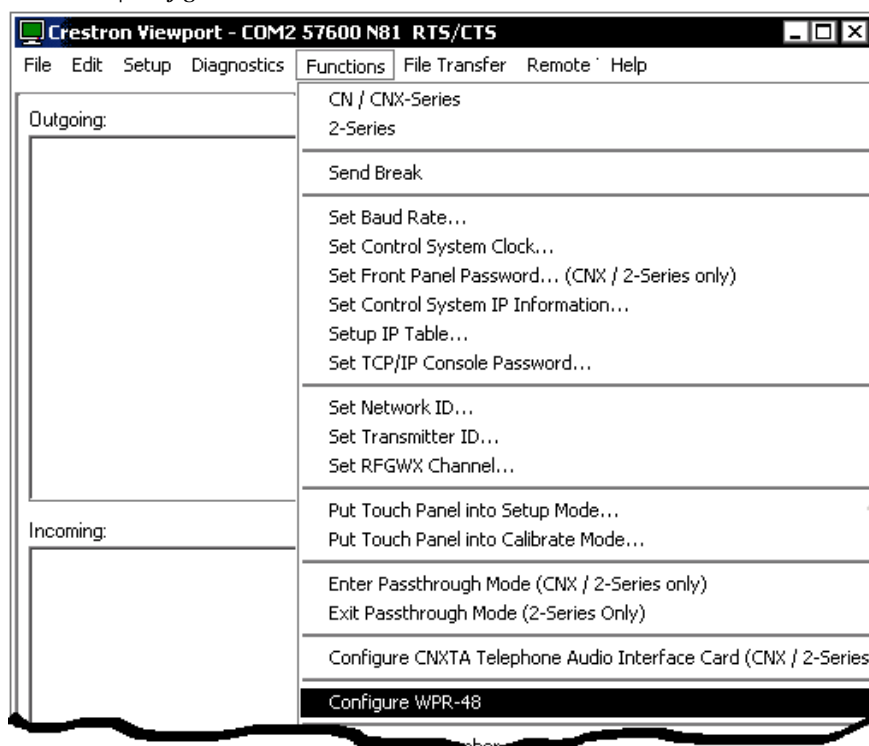 Crestron Viewport - COM2 57600 N81 RTS/CTS
File Edit Setup Diagnostics Functions File Transfer Remote Help
CN / CNX-Series
2-Series
Send Break
Set Baud Rate...
Set Control System Clock...
Set Front Panel Password... (CNX / 2-Series only)
Set Control System IP Information...
Setup IP Table...
Set TCP/IP Console Password...
Set Network ID...
Set Transmitter ID...
Set RFGWX Channel...
Put Touch Panel into Setup Mode...
Put Touch Panel into Calibrate Mode...
Enter Passthrough Mode (CNX / 2-Series only)
Exit Passthrough Mode (2-Series Only)
Configure CNXTA Telephone Audio Interface Card (CNX / 2-Series
Configure WPR-48
Outgoing:
Incoming: